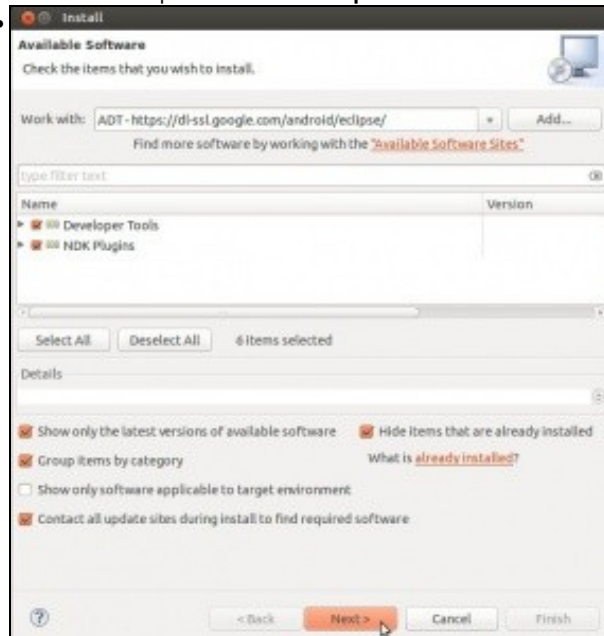 Install
Available Software
Check the items that you wish to install.
Work with: ADT - https://dl-ssl.google.com/android/eclipse/ Add...
Find more software by working with the "Available Software Sites"
type filter text
Name Version
Developer Tools
NDK Plugins
Select All Deselect All 6 items selected
Details
Show only the latest versions of available software Hide items that are already installed
Group items by category What is already installed?
Show only software applicable to target environment
Contact all update sites during install to find required software
? < Back Next > Cancel Finish